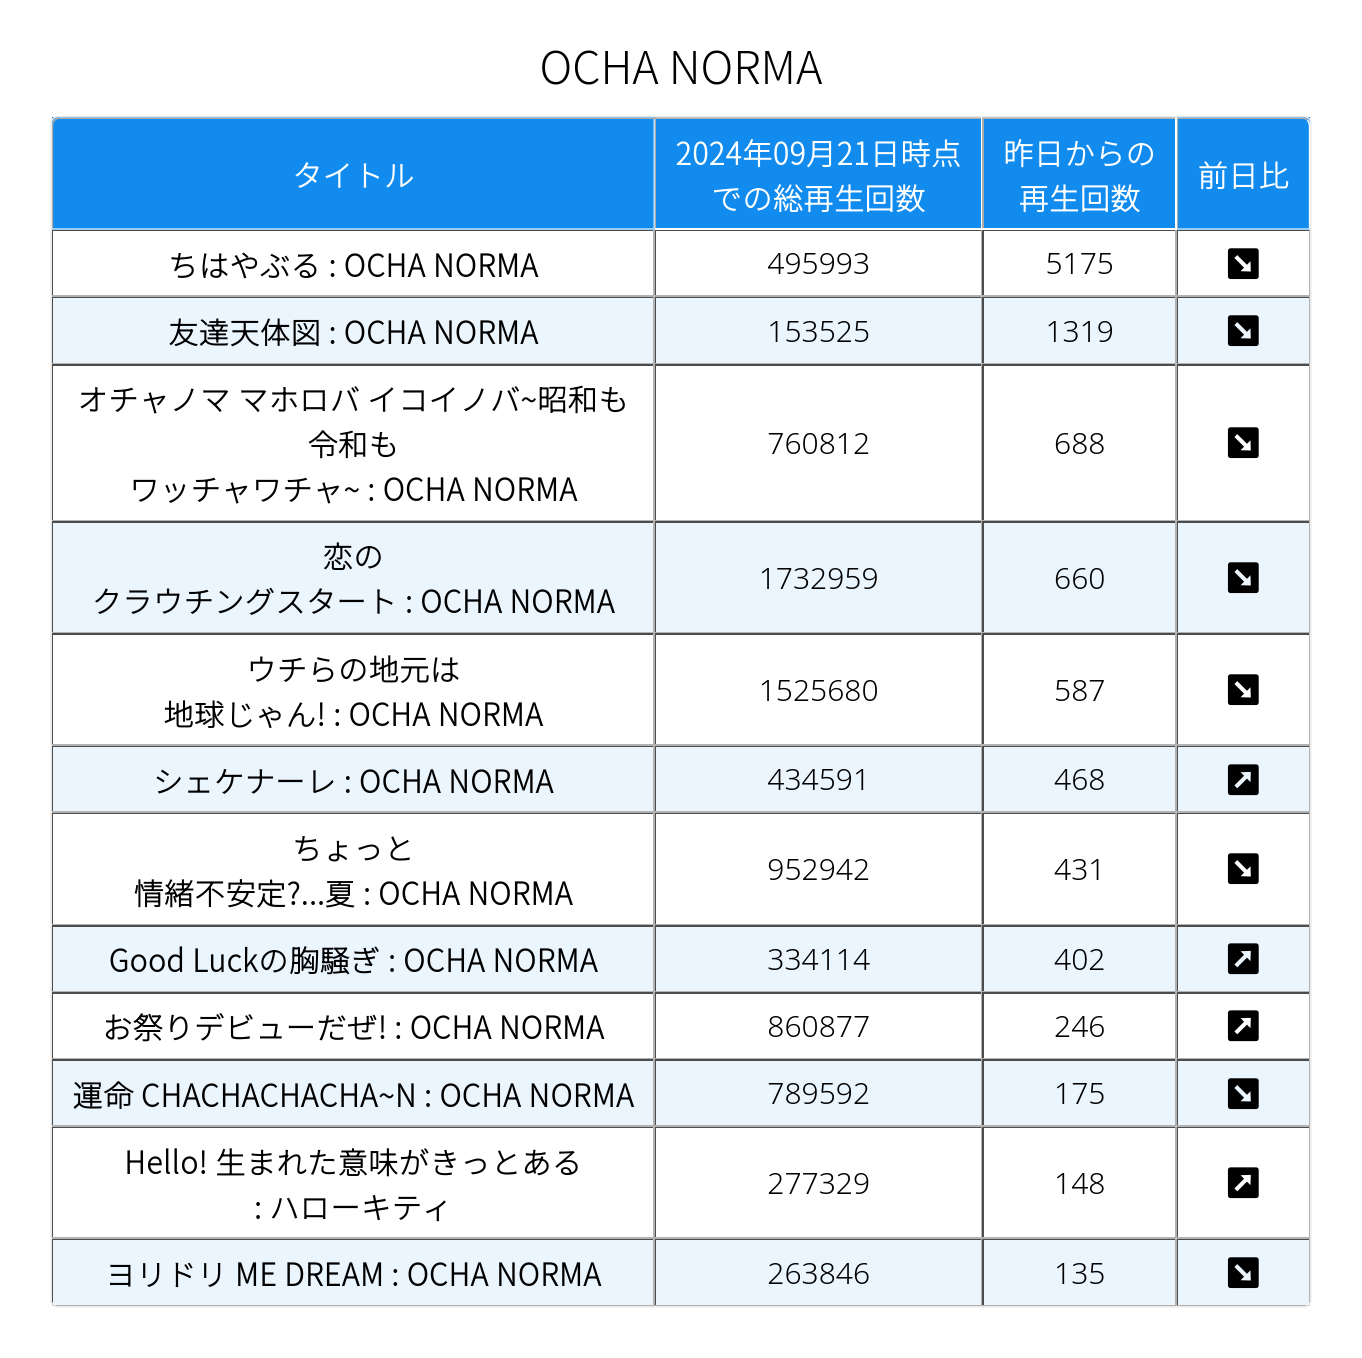 OCHA NORMA
タイトル
2024年09月21日時点
での総再生回数
昨日からの
再生回数
前日比
ちはやぶる : OCHA NORMA
495993
5175
友達天体図 : OCHA NORMA
153525
1319
オチャノマ マホロバ イコイノバ~昭和も
令和も
ワッチャワチャ~ : OCHA NORMA
760812
688
恋の
クラウチングスタート : OCHA NORMA
1732959
660
ウチらの地元は
地球じゃん! : OCHA NORMA
1525680
587
シェケナーレ : OCHA NORMA
434591
468
ちょっと
情緒不安定?...夏 : OCHA NORMA
952942
431
Good Luckの胸騒ぎ : OCHA NORMA
334114
402
お祭りデビューだぜ! : OCHA NORMA
860877
246
運命 CHACHACHACHA~N : OCHA NORMA
789592
175
Hello! 生まれた意味がきっとある
: ハローキティ
277329
148
ヨリドリ ME DREAM : OCHA NORMA
263846
135